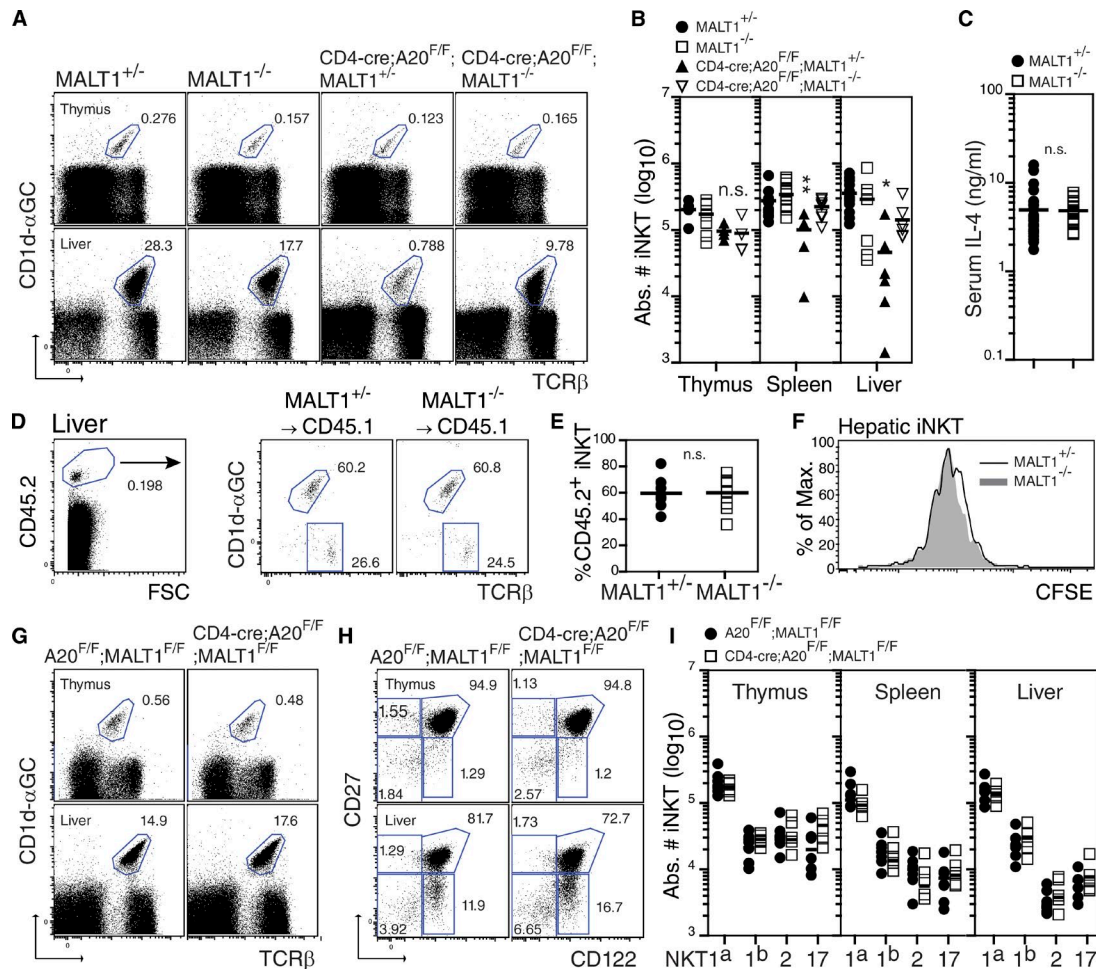 A
MALT1+/-
MALT1-/-
CD4-cre;A20F/F;
MALT1+/-
CD4-cre;A20F/F;
MALT1-/-
Thymus
0.276
0.157
0.123
0.165
Liver
28.3
17.7
0.788
9.78
CD1d-αGC
0
0
TCRβ
B
MALT1+/-
MALT1-/-
CD4-cre;A20F/F;MALT1+/-
CD4-cre;A20F/F;MALT1-/-
Abs. # iNKT (log10)
7
6
5
4
3
n.s.
**
*
Thymus Spleen Liver
C
MALT1+/-
MALT1-/-
Serum IL-4 (ng/ml)
100
10
1
0.1
n.s.
D
Liver
CD45.2
0.198
0
FSC
MALT1+/-
→ CD45.1
MALT1-/-
→ CD45.1
CD1d-αGC
60.2
60.8
26.6
24.5
0
0
TCRβ
E
%CD45.2+ iNKT
100
80
60
40
20
0
n.s.
MALT1+/- MALT1-/-
F
Hepatic iNKT
% of Max.
100
80
60
40
20
0
MALT1+/-
MALT1-/-
0
CFSE
G
A20F/F;MALT1F/F
CD4-cre;A20F/F
;MALT1F/F
Thymus
0.56
0.48
Liver
14.9
17.6
CD1d-αGC
0
0
TCRβ
H
A20F/F;MALT1F/F
CD4-cre;A20F/F
;MALT1F/F
Thymus
94.9
1.55
1.29
1.84
1.13
94.8
1.2
2.57
Liver
81.7
1.29
11.9
3.92
1.73
72.7
16.7
6.65
CD27
0
0
CD122
I
A20F/F;MALT1F/F
CD4-cre;A20F/F;MALT1F/F
Abs. # iNKT (log10)
7
6
5
4
3
Thymus Spleen Liver
NKT1a 1b 2 17 1a 1b 2 17 1a 1b 2 17